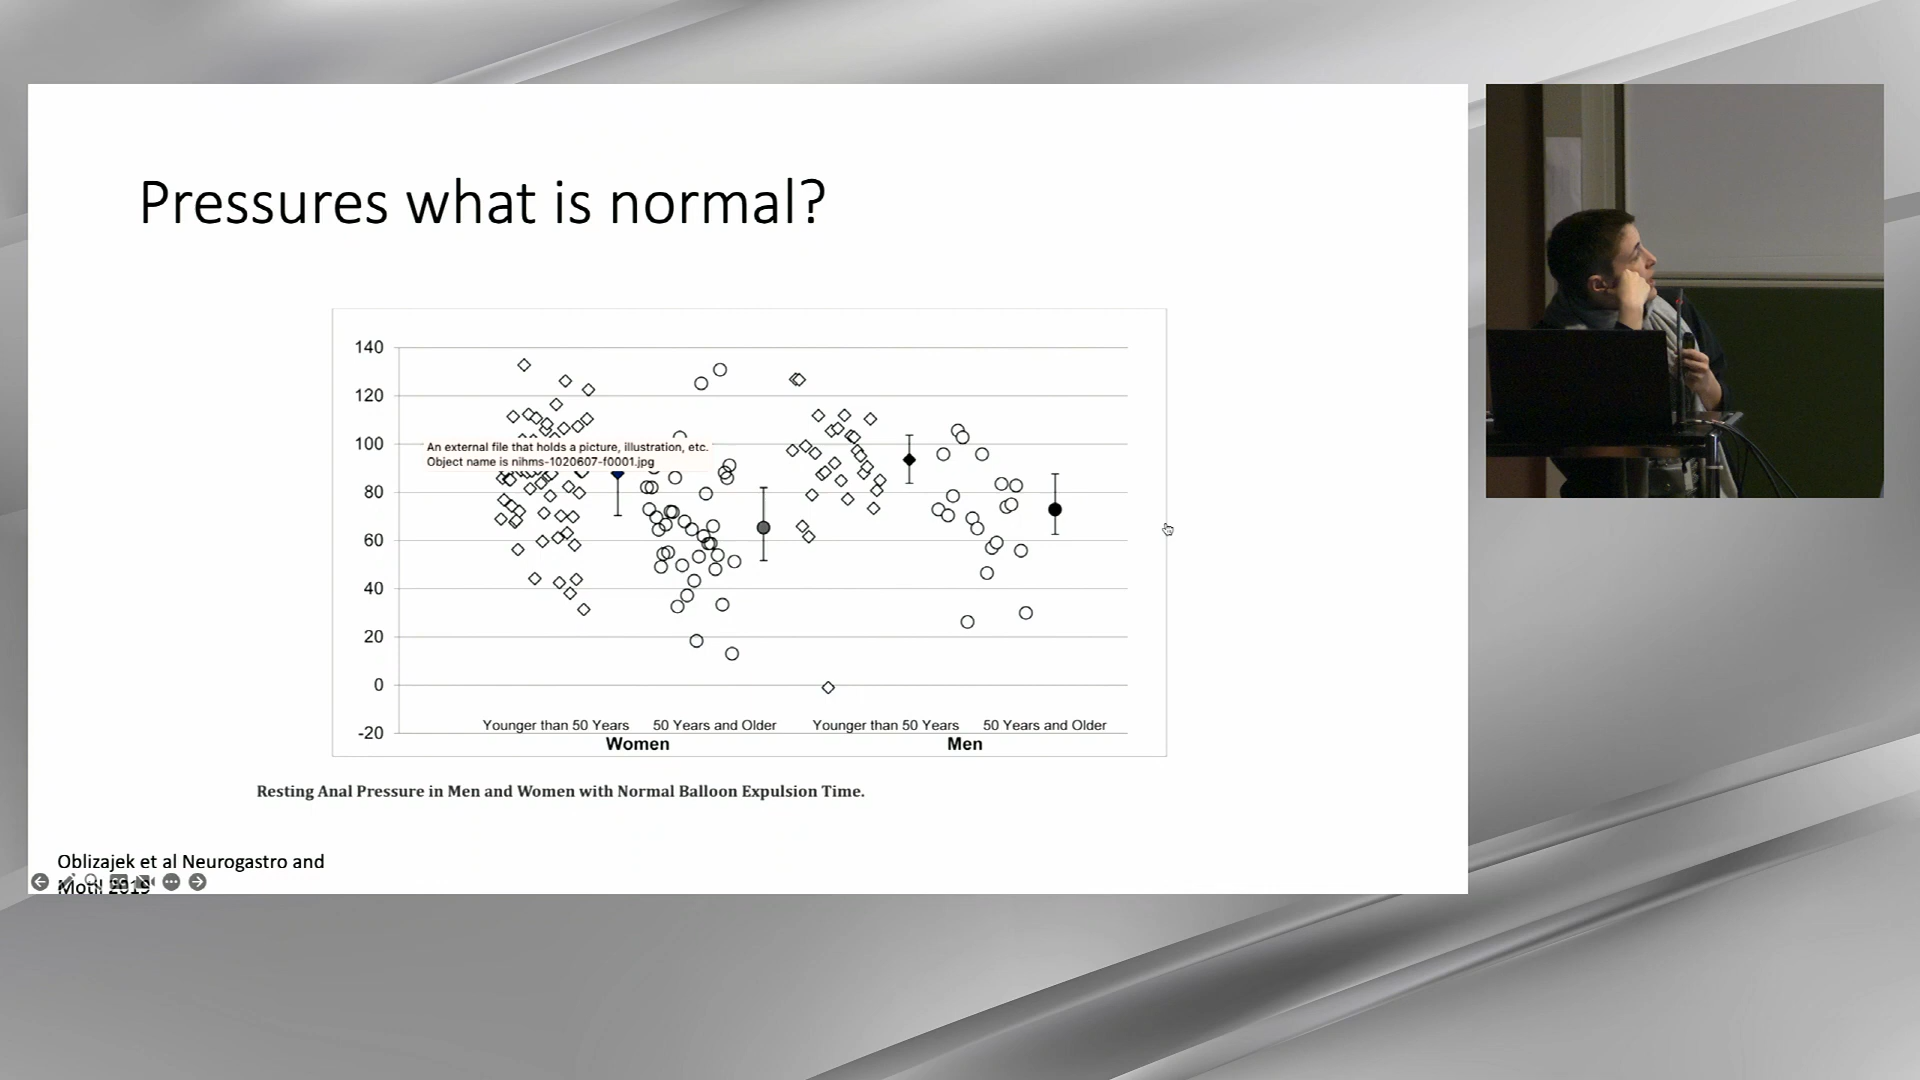 Pressures what is normal?
140
120
100
80
60
40
20
0
-20
An external file that holds a picture, illustration, etc.
Object name is nihms-1020607-f0001.jpg
Younger than 50 Years 50 Years and Older Younger than 50 Years 50 Years and Older
Women Men
Resting Anal Pressure in Men and Women with Normal Balloon Expulsion Time.
Oblizajek et al Neurogastro and
Motil 2019